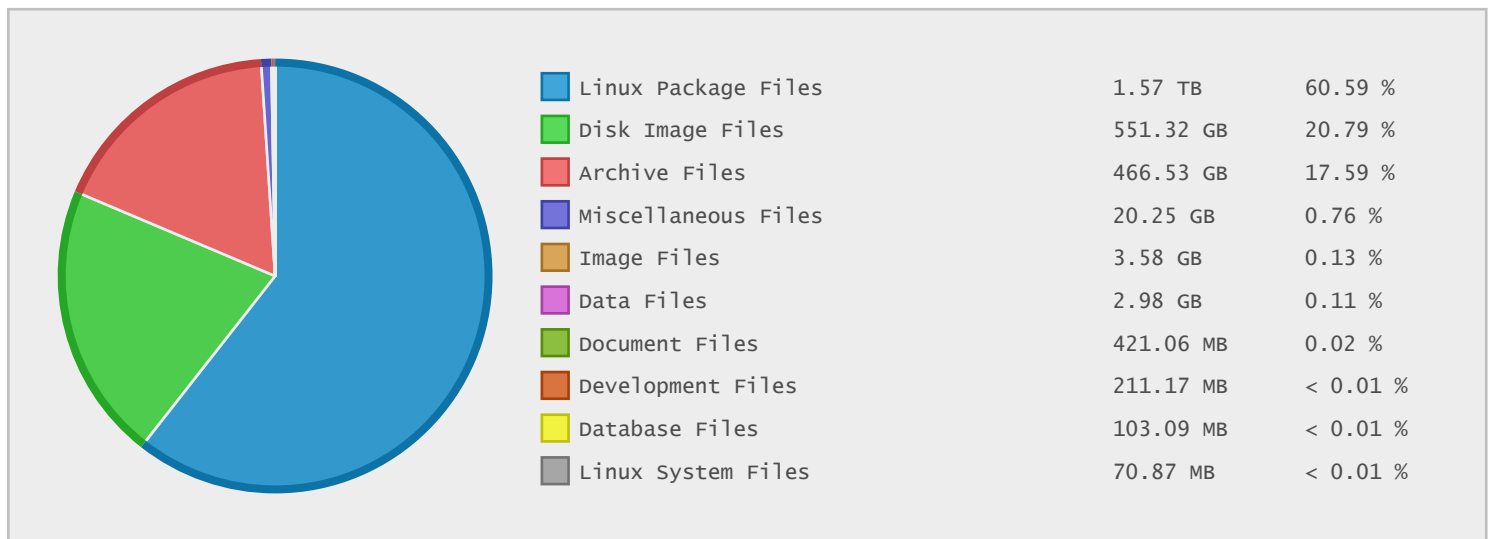 Linux Package Files 1.57 TB 60.59 %
Disk Image Files 551.32 GB 20.79 %
Archive Files 466.53 GB 17.59 %
Miscellaneous Files 20.25 GB 0.76 %
Image Files 3.58 GB 0.13 %
Data Files 2.98 GB 0.11 %
Document Files 421.06 MB 0.02 %
Development Files 211.17 MB < 0.01 %
Database Files 103.09 MB < 0.01 %
Linux System Files 70.87 MB < 0.01 %